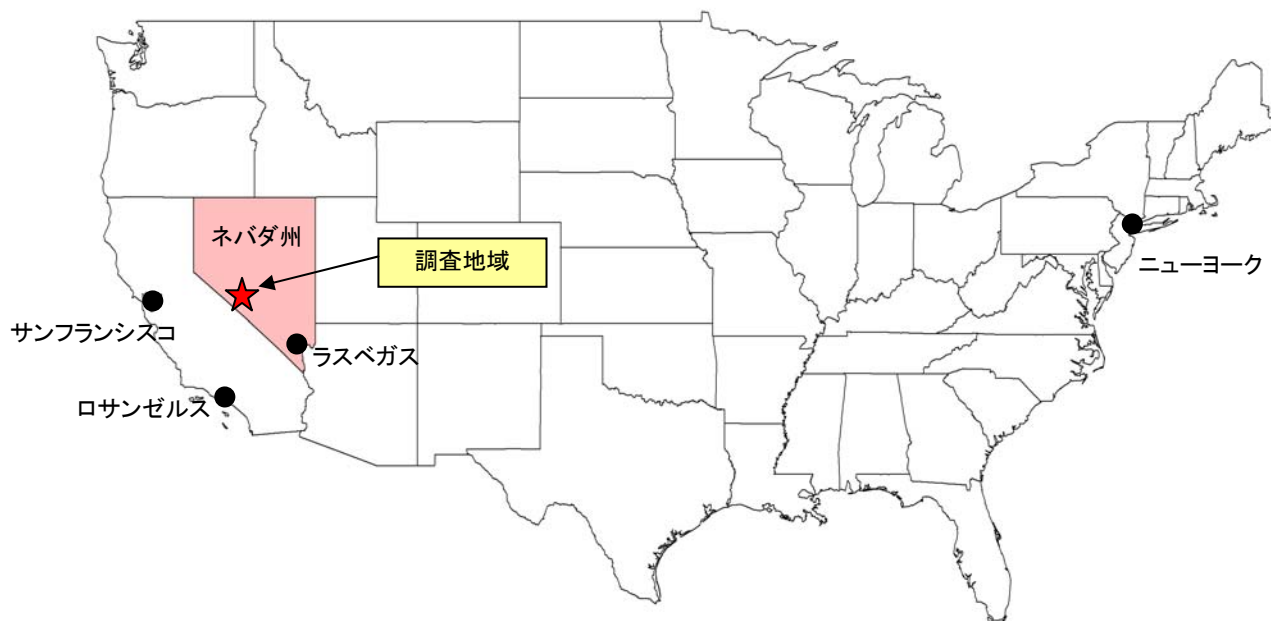 ネバダ州
調査地域
ニューヨーク
サンフランシスコ
ラスベガス
ロサンゼルス